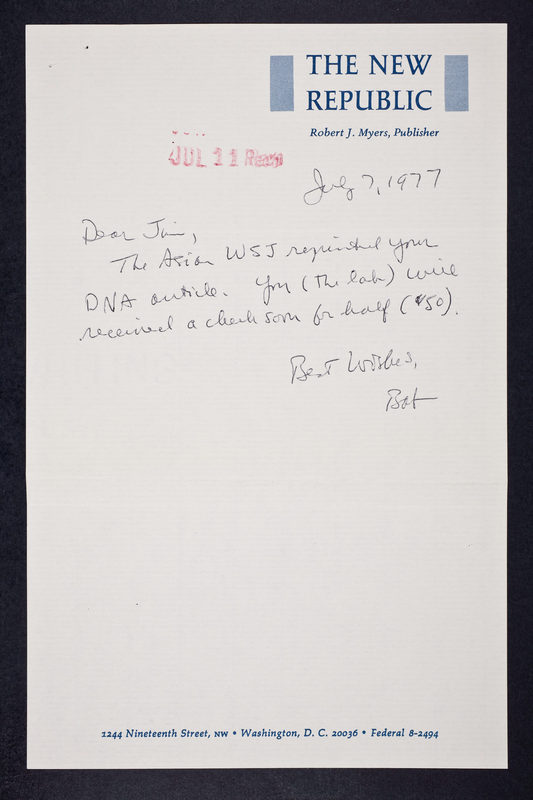 THE NEW
REPUBLIC
Robert J. Myers, Publisher
JUL 11 Rec'd
July 7, 1977
Dear Jim,
The Asian WSJ reprinted your
DNA article. You (the lab) will
received a check soon for half ($50).
Best Wishes,
Bob
1244 Nineteenth Street, NW • Washington, D. C. 20036 • Federal 8-2494